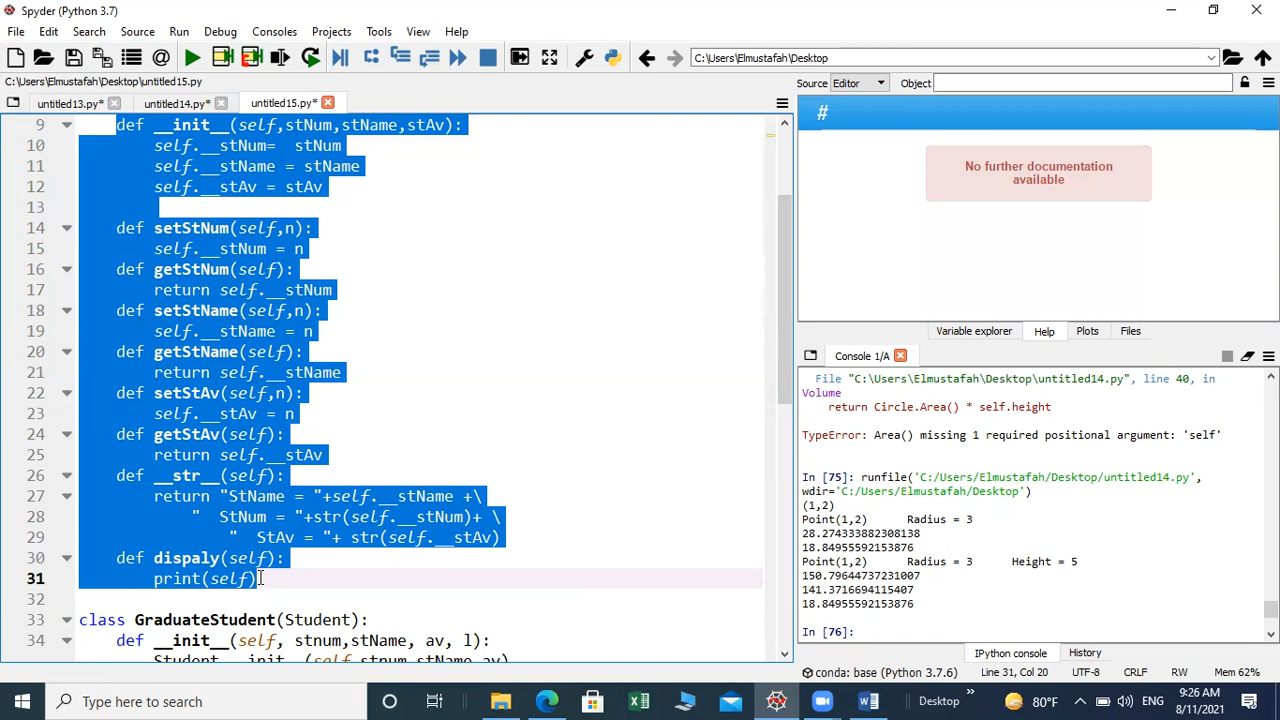 Spyder (Python 3.7)
File Edit Search Source Run Debug Consoles Projects Tools View Help
C:\Users\Elmustafah\Desktop
C:\Users\Elmustafah\Desktop\untitled15.py
Source Editor Object
untitled13.py* untitled14.py* untitled15.py*
9 def __init__(self,stNum,stName,stAv):
10 self.__stNum=  stNum
11 self.__stName = stName
12 self.__stAv = stAv
13
14 def setStNum(self,n):
15 self.__stNum = n
16 def getStNum(self):
17 return self.__stNum
18 def setStName(self,n):
19 self.__stName = n
20 def getStName(self):
21 return self.__stName
22 def setStAv(self,n):
23 self.__stAv = n
24 def getStAv(self):
25 return self.__stAv
26 def __str__(self):
27 return "StName = "+self.__stName +\
28 "  StNum = "+str(self.__stNum)+ \
29 "  StAv = "+ str(self.__stAv)
30 def dispaly(self):
31 print(self)
32
33 class GraduateStudent(Student):
34 def __init__(self, stnum,stName, av, l):
Student.__init__(self,stnum,stName,av)
#
No further documentation
available
Variable explorer Help Plots Files
Console 1/A
File "C:\Users\Elmustafah\Desktop\untitled14.py", line 40, in
Volume
return Circle.Area() * self.height
TypeError: Area() missing 1 required positional argument: 'self'
In [75]: runfile('C:/Users/Elmustafah/Desktop/untitled14.py',
wdir='C:/Users/Elmustafah/Desktop')
(1,2)
Point(1,2) Radius = 3
28.274333882308138
18.84955592153876
Point(1,2) Radius = 3 Height = 5
150.79644737231007
141.3716694115407
18.84955592153876
In [76]:
IPython console History
conda: base (Python 3.7.6) Line 31, Col 20 UTF-8 CRLF RW Mem 62%
Type here to search
Desktop
80°F
ENG
9:26 AM
8/11/2021